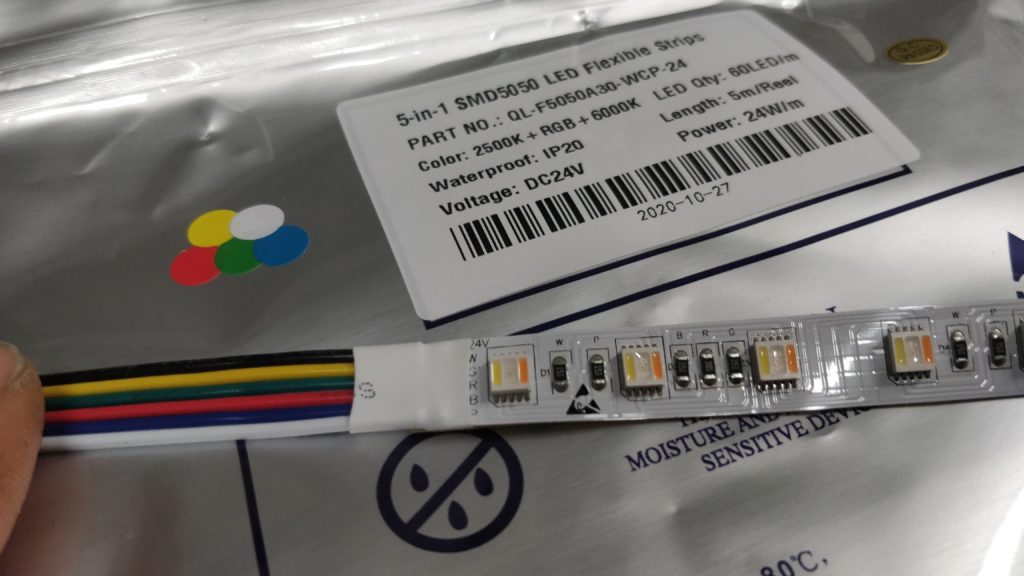 5-in-1 SMD5050 LED Flexible Strips
PART NO.: QL-F5050A30-WCP-24
Color: 2500K+RGB+6000K LED Qty: 60LED/m
Waterproof: IP20 Length: 5m/Reel
Voltage: DC24V Power: 24W/m
2020-10-27
24V
W
G
R
B
P
W
P
B
R
G
W
P
MOISTURE AND
SENSITIVE DEV
80℃,